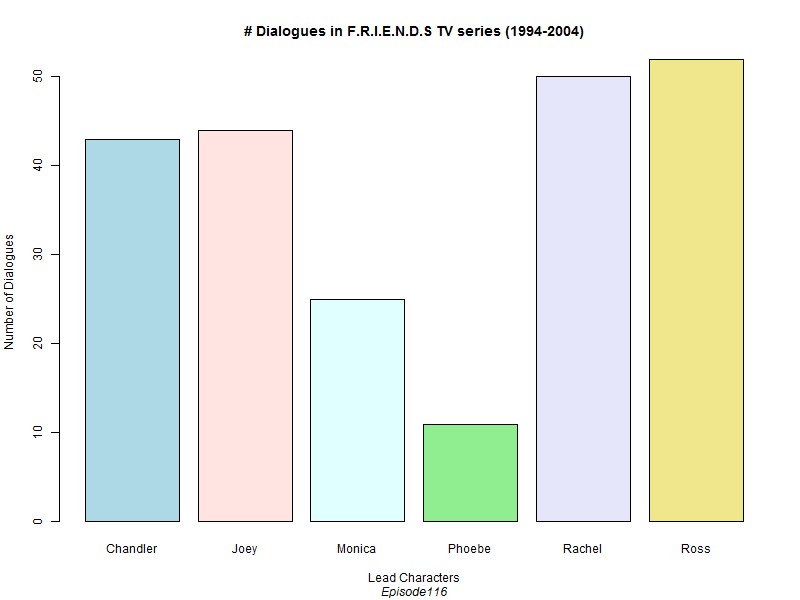 # Dialogues in F.R.I.E.N.D.S TV series (1994-2004)
Number of Dialogues
50
40
30
20
10
0
Chandler Joey Monica Phoebe Rachel Ross
Lead Characters
Episode116